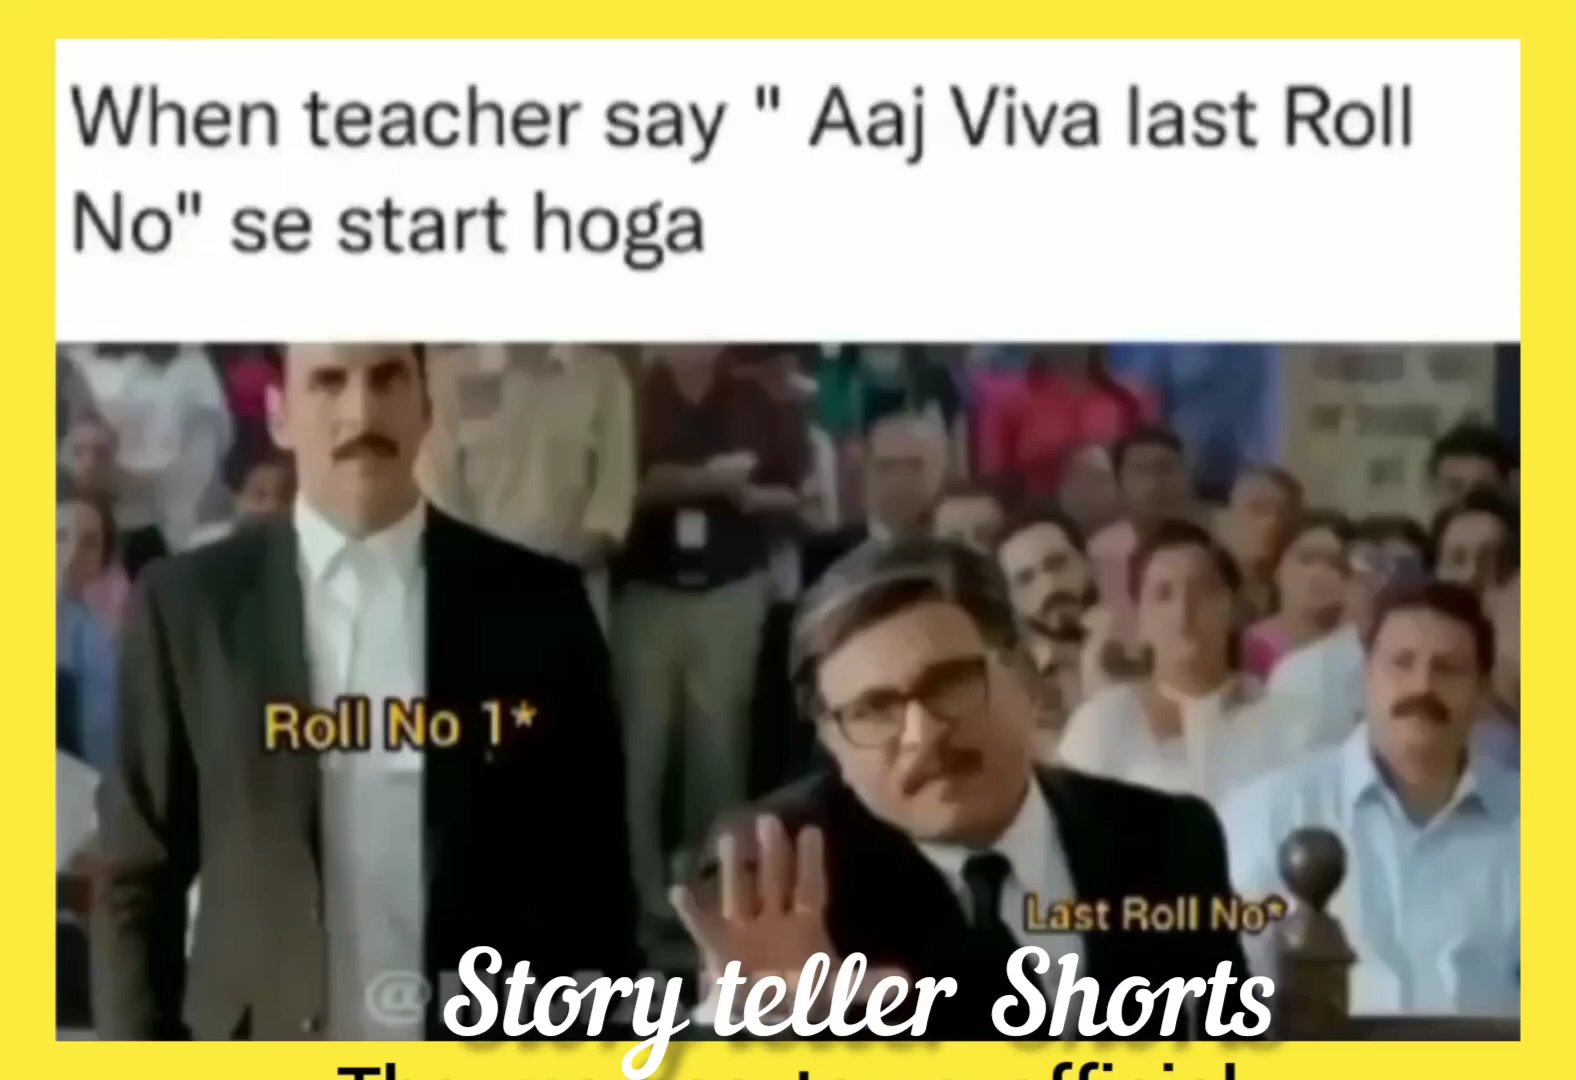 When teacher say " Aaj Viva last Roll
No" se start hoga
Roll No 1*
Last Roll No*
@
Story teller Shorts
official